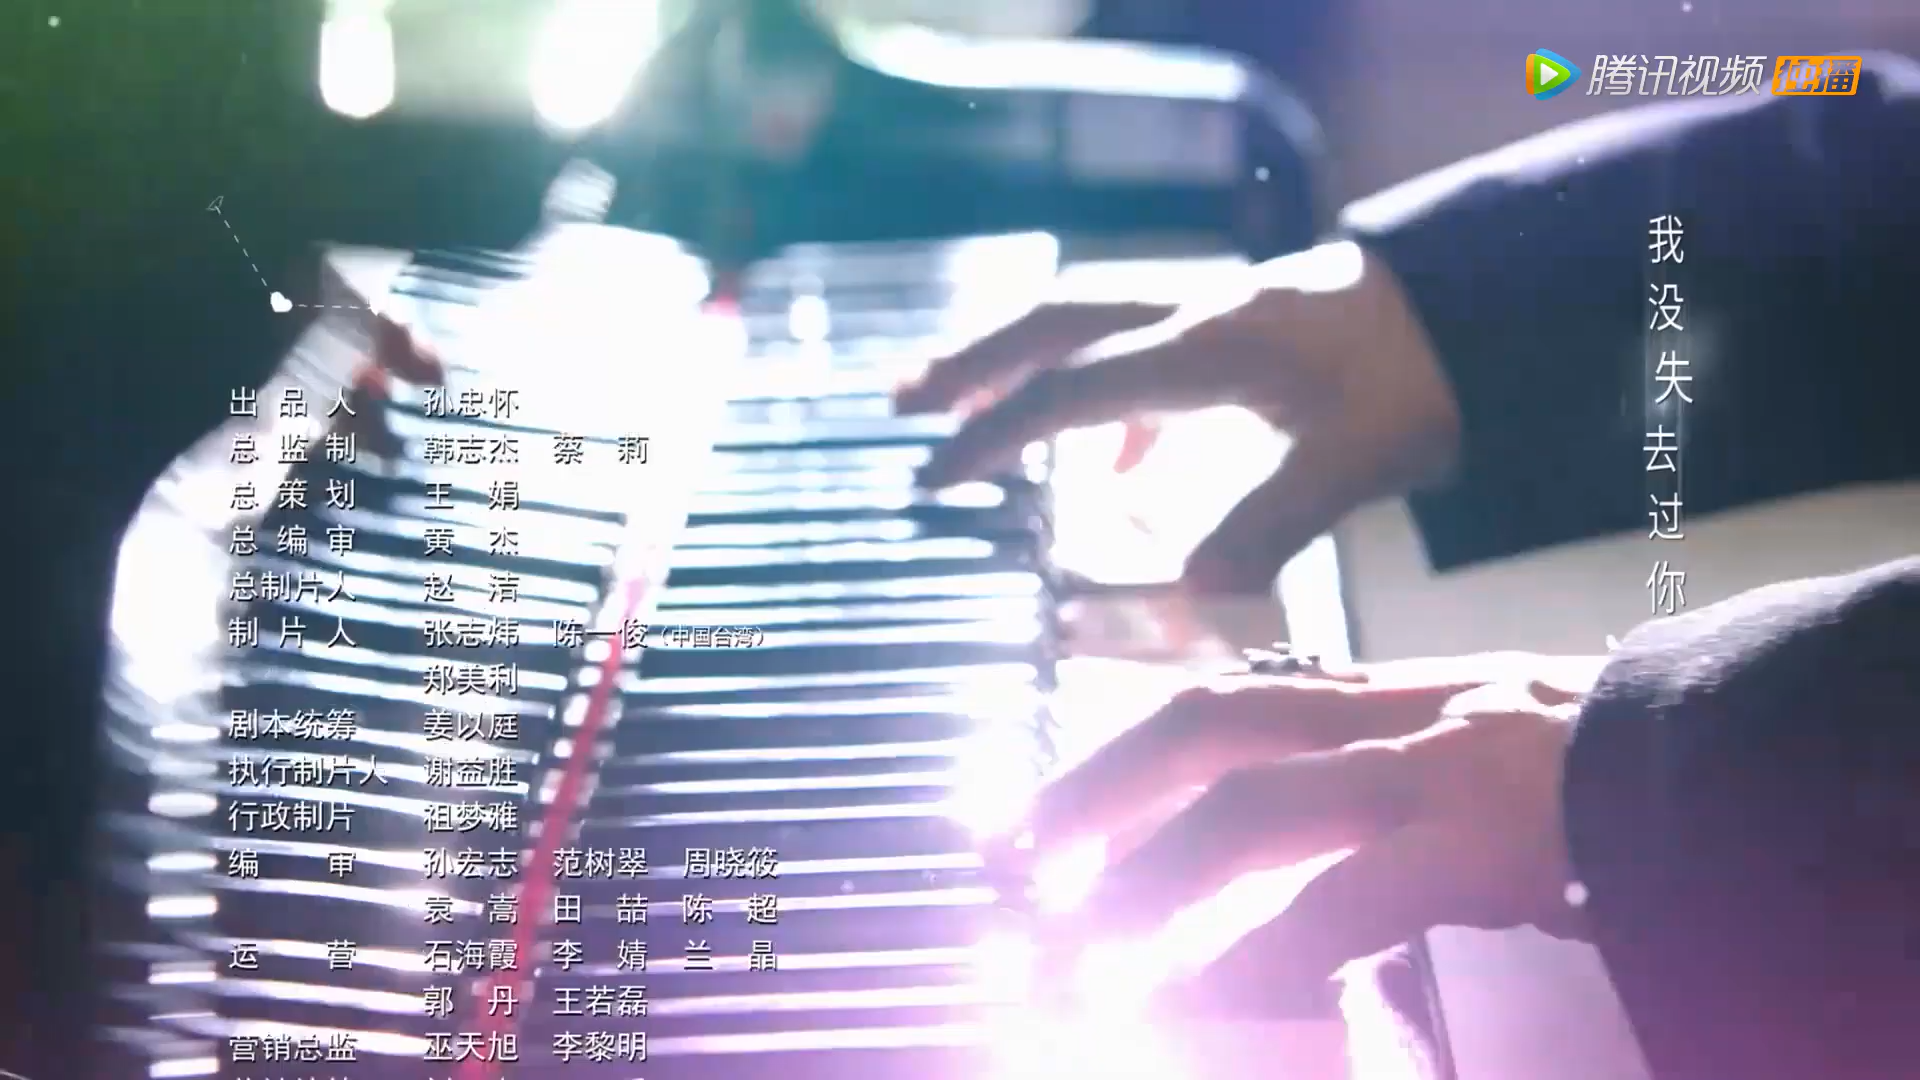 腾讯视频 独播
我没失去过你
出品人 孙忠怀
总监制 韩志杰 蔡莉
总策划 王娟
总编审 黄杰
总制片人 赵洁
制片人 张志炜 陈一俊（中国台湾）
郑美利
剧本统筹 姜以庭
执行制片人 谢益胜
行政制片 祖梦雅
编审 孙宏志 范树翠 周晓筱
袁嵩 田喆 陈超
运营 石海霞 李婧 兰晶
郭丹 王若磊
营销总监 巫天旭 李黎明